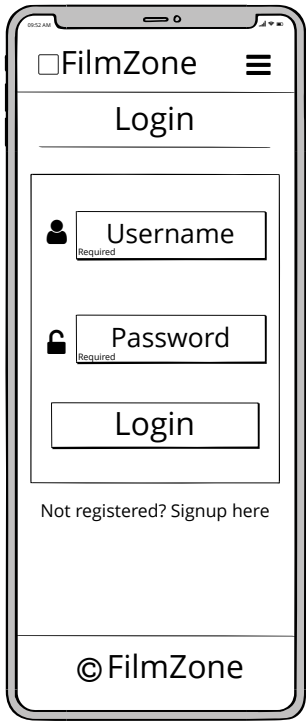 09:52 AM
FilmZone
Login
Username
Required
Password
Required
Login
Not registered? Signup here
© FilmZone